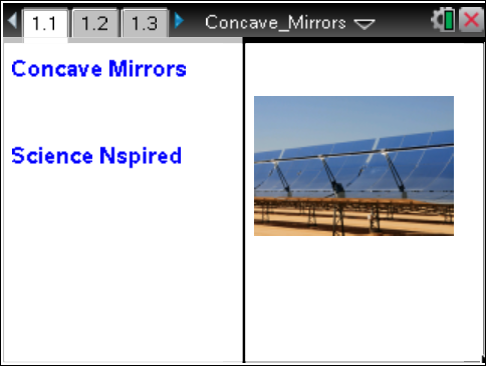 1.1 1.2 1.3 Concave_Mirrors
Concave Mirrors
Science Nspired